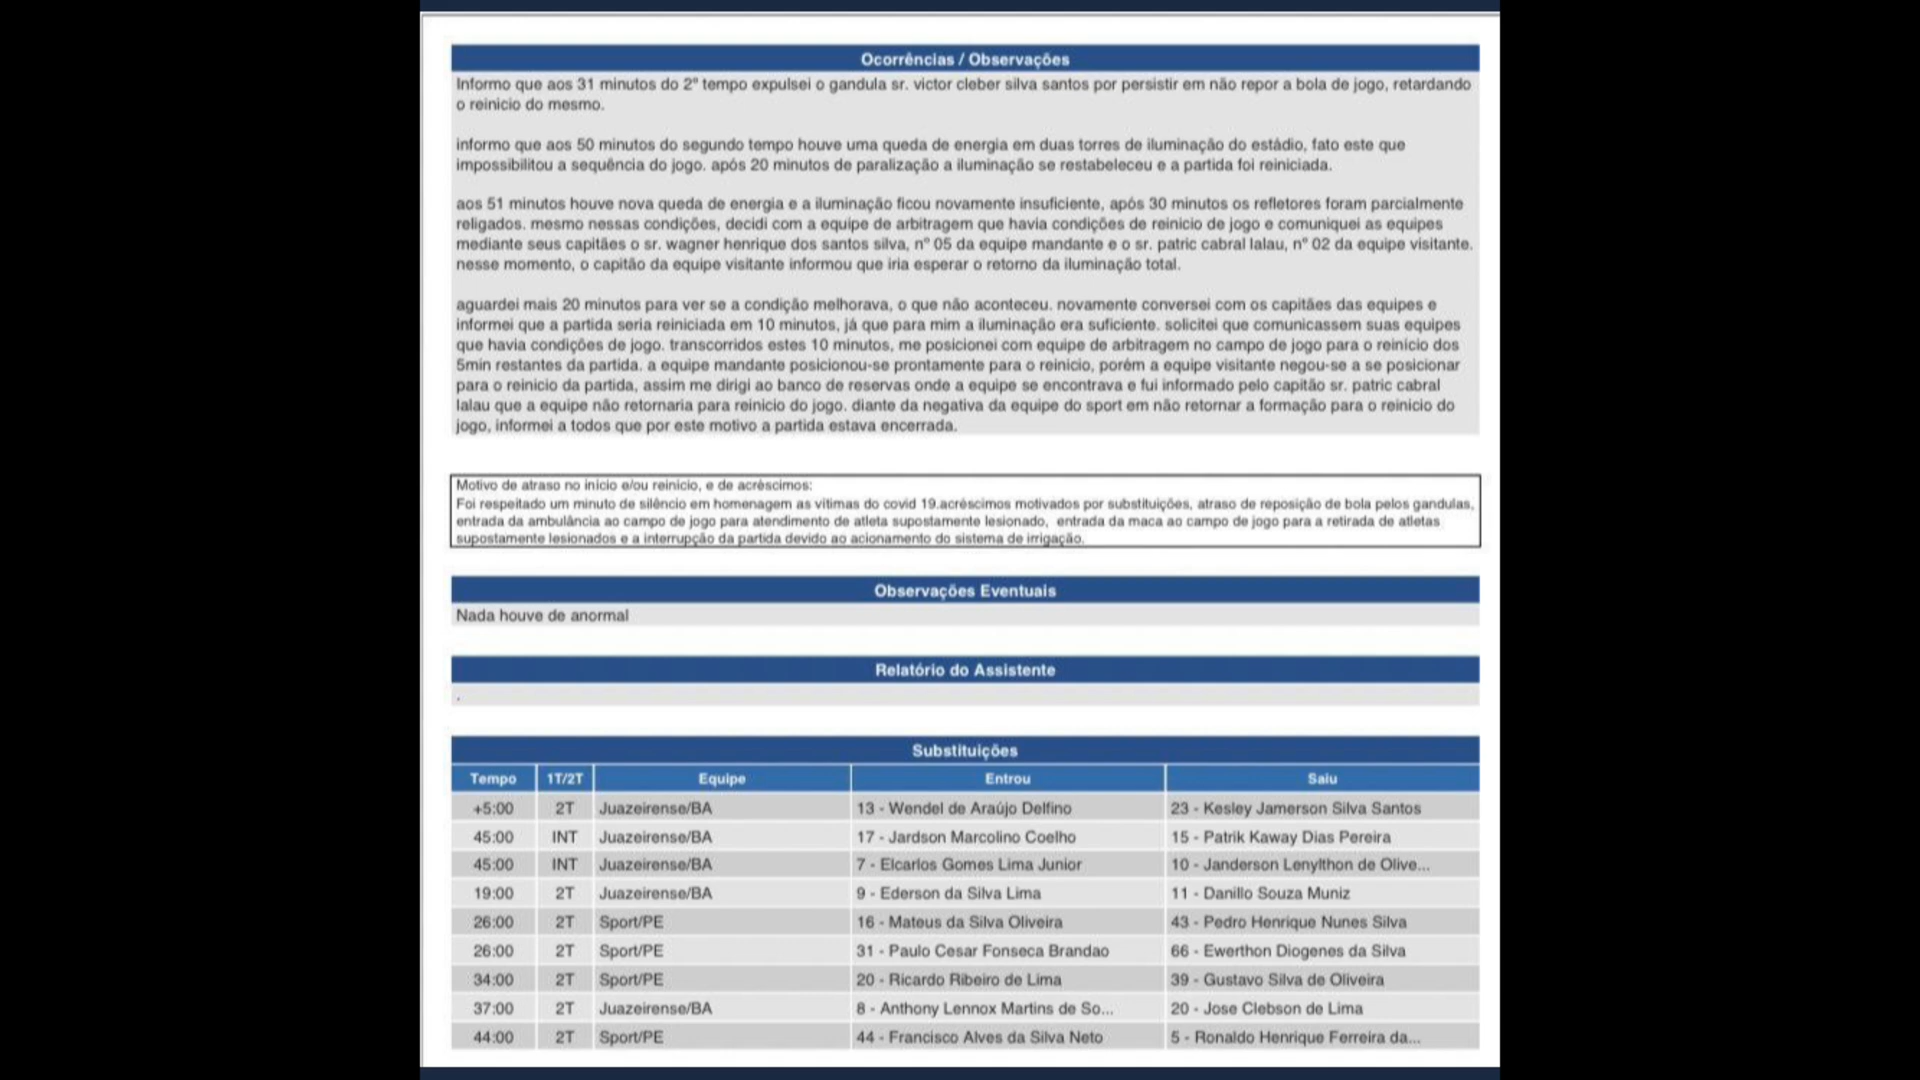 Ocorrências / Observações
Informo que aos 31 minutos do 2º tempo expulsei o gandula sr. victor cleber silva santos por persistir em não repor a bola de jogo, retardando
o reinicio do mesmo.
informo que aos 50 minutos do segundo tempo houve uma queda de energia em duas torres de iluminação do estádio, fato este que
impossibilitou a sequência do jogo. após 20 minutos de paralização a iluminação se restabeleceu e a partida foi reiniciada.
aos 51 minutos houve nova queda de energia e a iluminação ficou novamente insuficiente, após 30 minutos os refletores foram parcialmente
religados. mesmo nessas condições, decidi com a equipe de arbitragem que havia condições de reinicio de jogo e comuniquei as equipes
mediante seus capitães o sr. wagner henrique dos santos silva, nº 05 da equipe mandante e o sr. patric cabral lalau, nº 02 da equipe visitante.
nesse momento, o capitão da equipe visitante informou que iria esperar o retorno da iluminação total.
aguardei mais 20 minutos para ver se a condição melhorava, o que não aconteceu. novamente conversei com os capitães das equipes e
informei que a partida seria reiniciada em 10 minutos, já que para mim a iluminação era suficiente. solicitei que comunicassem suas equipes
que havia condições de jogo. transcorridos estes 10 minutos, me posicionei com equipe de arbitragem no campo de jogo para o reinício dos
5min restantes da partida. a equipe mandante posicionou-se prontamente para o reinicio, porém a equipe visitante negou-se a se posicionar
para o reinicio da partida, assim me dirigi ao banco de reservas onde a equipe se encontrava e fui informado pelo capitão sr. patric cabral
lalau que a equipe não retornaria para reinicio do jogo. diante da negativa da equipe do sport em não retornar a formação para o reinicio do
jogo, informei a todos que por este motivo a partida estava encerrada.
Motivo de atraso no início e/ou reinício, e de acréscimos:
Foi respeitado um minuto de silêncio em homenagem as vítimas do covid 19.acréscimos motivados por substituições, atraso de reposição de bola pelos gandulas,
entrada da ambulância ao campo de jogo para atendimento de atleta supostamente lesionado, entrada da maca ao campo de jogo para a retirada de atletas
supostamente lesionados e a interrupção da partida devido ao acionamento do sistema de irrigação.
Observações Eventuais
Nada houve de anormal
Relatório do Assistente
.
Substituições
Tempo 1T/2T Equipe Entrou Saiu
+5:00 2T Juazeirense/BA 13 - Wendel de Araújo Delfino 23 - Kesley Jamerson Silva Santos
45:00 INT Juazeirense/BA 17 - Jardson Marcolino Coelho 15 - Patrik Kaway Dias Pereira
45:00 INT Juazeirense/BA 7 - Elcarlos Gomes Lima Junior 10 - Janderson Lenylthon de Olive...
19:00 2T Juazeirense/BA 9 - Ederson da Silva Lima 11 - Danillo Souza Muniz
26:00 2T Sport/PE 16 - Mateus da Silva Oliveira 43 - Pedro Henrique Nunes Silva
26:00 2T Sport/PE 31 - Paulo Cesar Fonseca Brandao 66 - Ewerthon Diogenes da Silva
34:00 2T Sport/PE 20 - Ricardo Ribeiro de Lima 39 - Gustavo Silva de Oliveira
37:00 2T Juazeirense/BA 8 - Anthony Lennox Martins de So... 20 - Jose Clebson de Lima
44:00 2T Sport/PE 44 - Francisco Alves da Silva Neto 5 - Ronaldo Henrique Ferreira da...